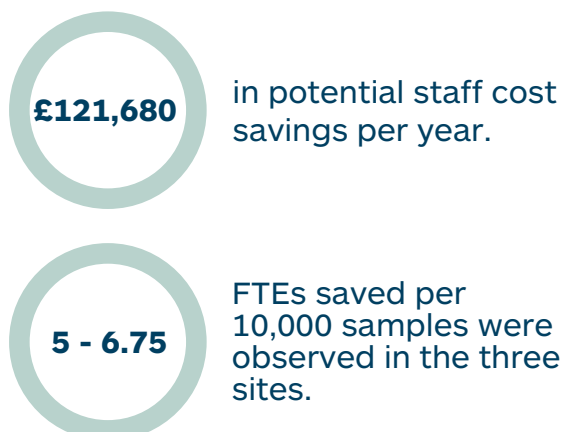 £121,680
in potential staff cost
savings per year.
5 - 6.75
FTEs saved per
10,000 samples were
observed in the three
sites.